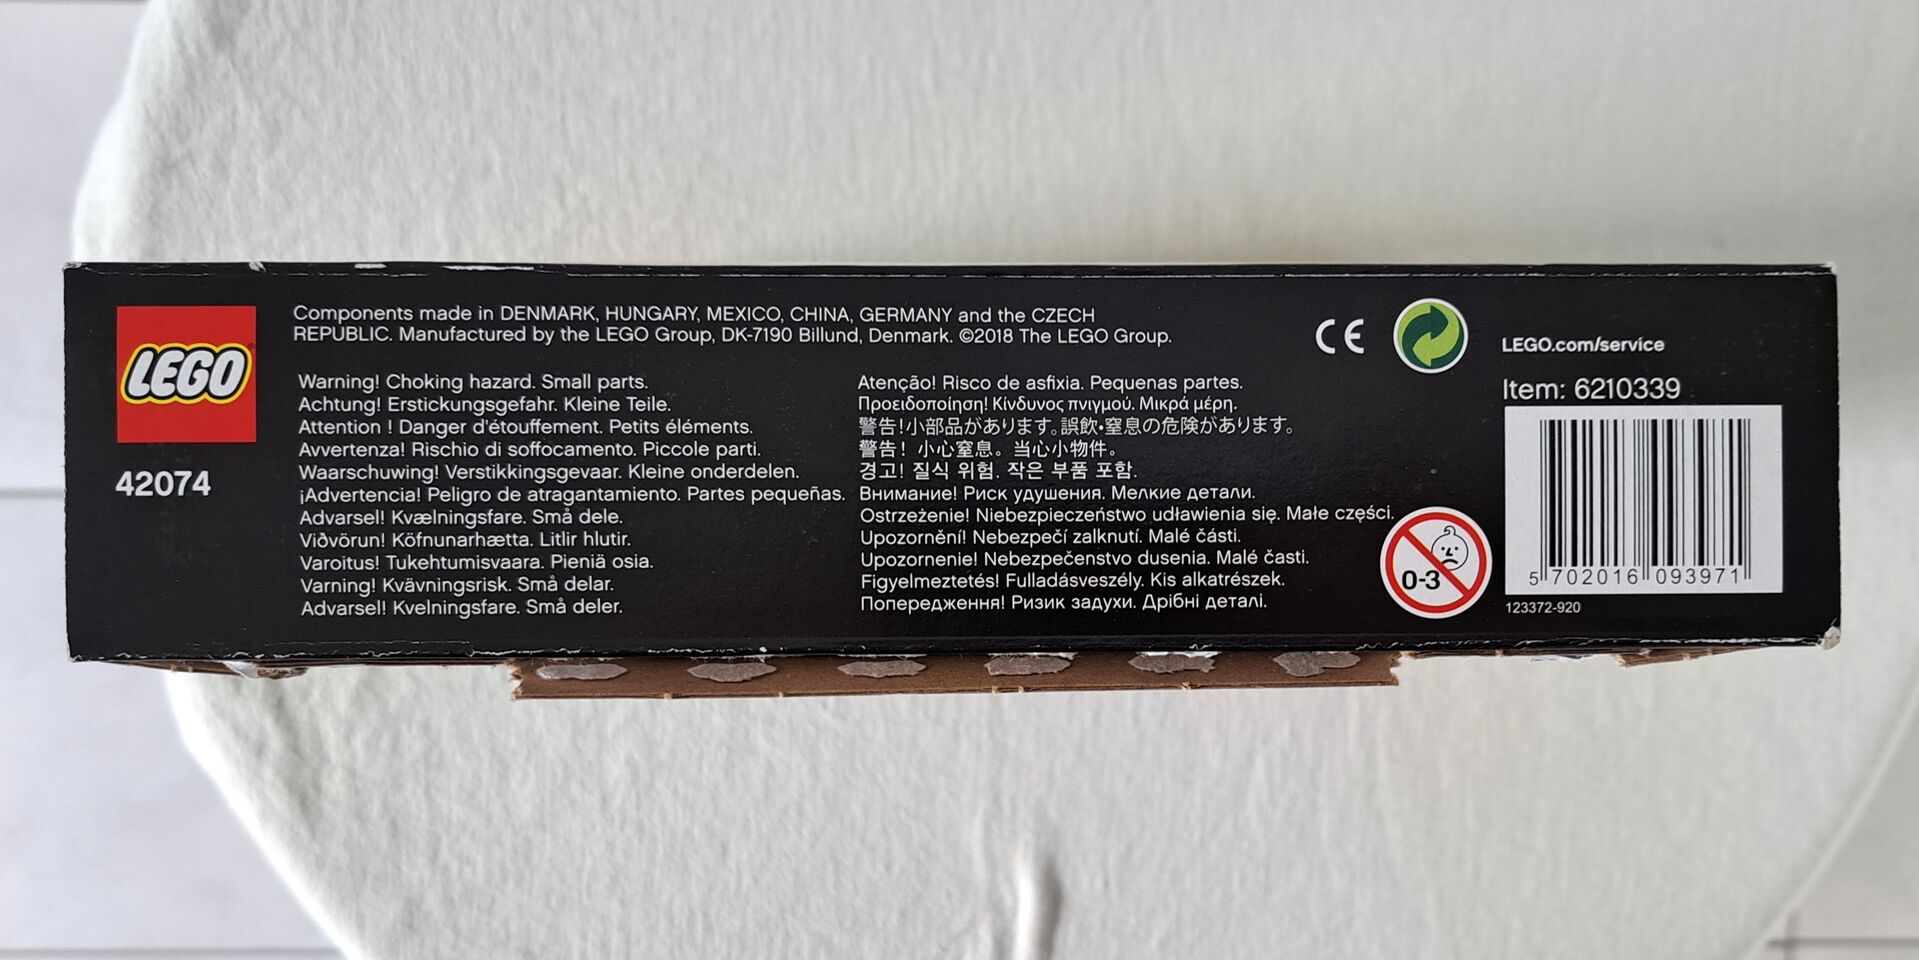 LEGO
42074
Components made in DENMARK, HUNGARY, MEXICO, CHINA, GERMANY and the CZECH
REPUBLIC. Manufactured by the LEGO Group, DK-7190 Billund, Denmark. ©2018 The LEGO Group.
Warning! Choking hazard. Small parts.
Achtung! Erstickungsgefahr. Kleine Teile.
Attention ! Danger d'étouffement. Petits éléments.
Avvertenza! Rischio di soffocamento. Piccole parti.
Waarschuwing! Verstikkingsgevaar. Kleine onderdelen.
¡Advertencia! Peligro de atragantamiento. Partes pequeñas.
Advarsel! Kvælningsfare. Små dele.
Viðvörun! Köfnunarhætta. Litlir hlutir.
Varoitus! Tukehtumisvaara. Pieniä osia.
Varning! Kvävningsrisk. Små delar.
Advarsel! Kvelningsfare. Små deler.
Atenção! Risco de asfixia. Pequenas partes.
Προειδοποίηση! Κίνδυνος πνιγμού. Μικρά μέρη.
警告!小部品があります。誤飲・窒息の危険があります。
警告! 小心窒息。当心小物件。
경고! 질식 위험. 작은 부품 포함.
Внимание! Риск удушения. Мелкие детали.
Ostrzeżenie! Niebezpieczeństwo udławienia się. Małe części.
Upozornění! Nebezpečí zalknutí. Malé části.
Upozornenie! Nebezpečenstvo dusenia. Malé časti.
Figyelmeztetés! Fulladásveszély. Kis alkatrészek.
Попередження! Ризик задухи. Дрібні деталі.
CE
0-3
LEGO.com/service
Item: 6210339
5 702016 093971
123372-920